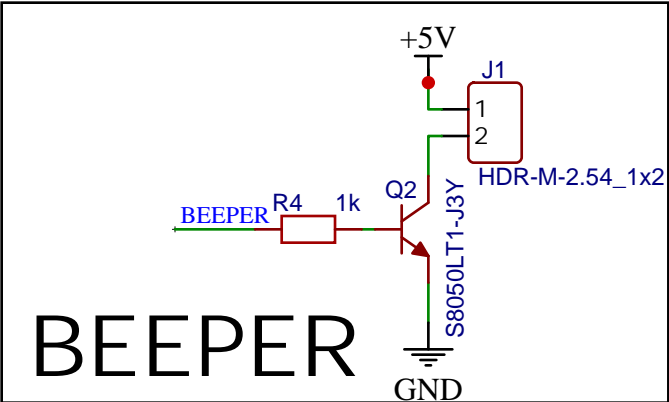 +5V
J1
1
2
HDR-M-2.54_1x2
BEEPER
R4
1k
Q2
S8050LT1-J3Y
BEEPER
GND